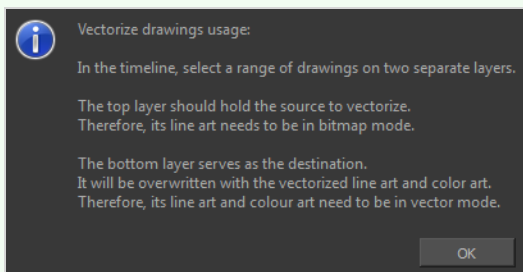 Vectorize drawings usage:
In the timeline, select a range of drawings on two separate layers.
The top layer should hold the source to vectorize.
Therefore, its line art needs to be in bitmap mode.
The bottom layer serves as the destination.
It will be overwritten with the vectorized line art and color art.
Therefore, its line art and colour art need to be in vector mode.
OK